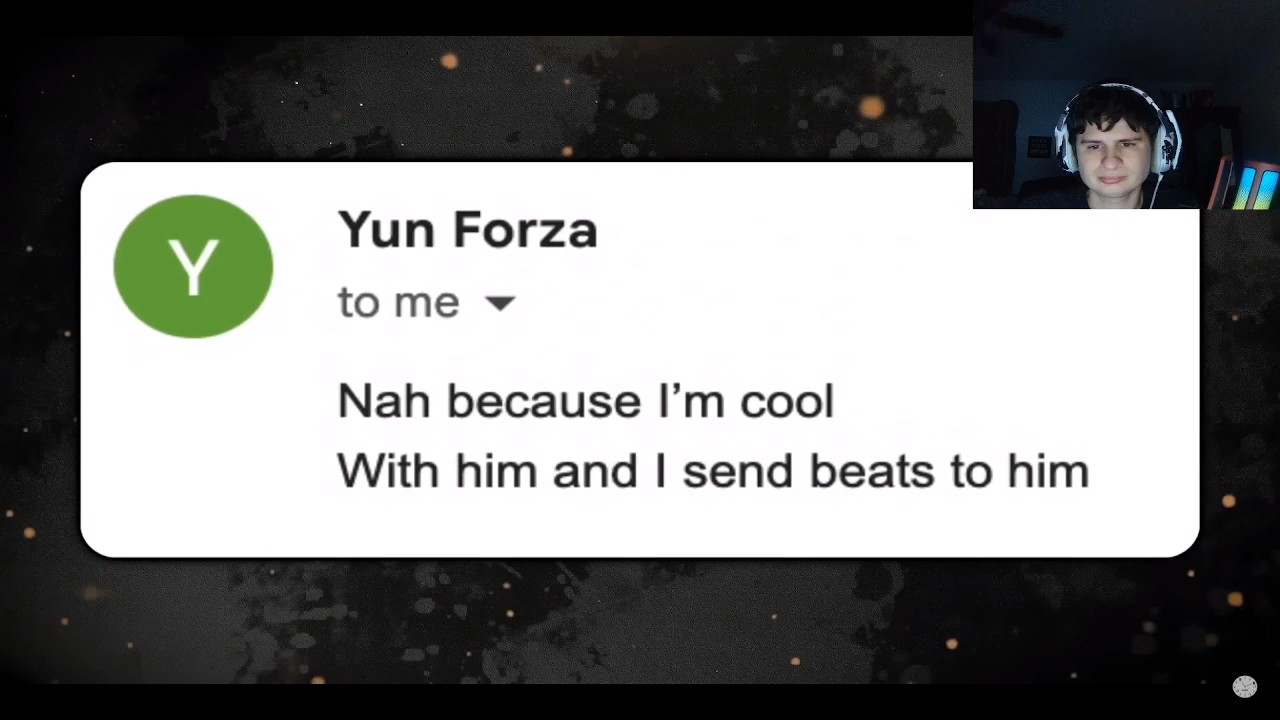 Y
Yun Forza
to me
Nah because I’m cool
With him and I send beats to him